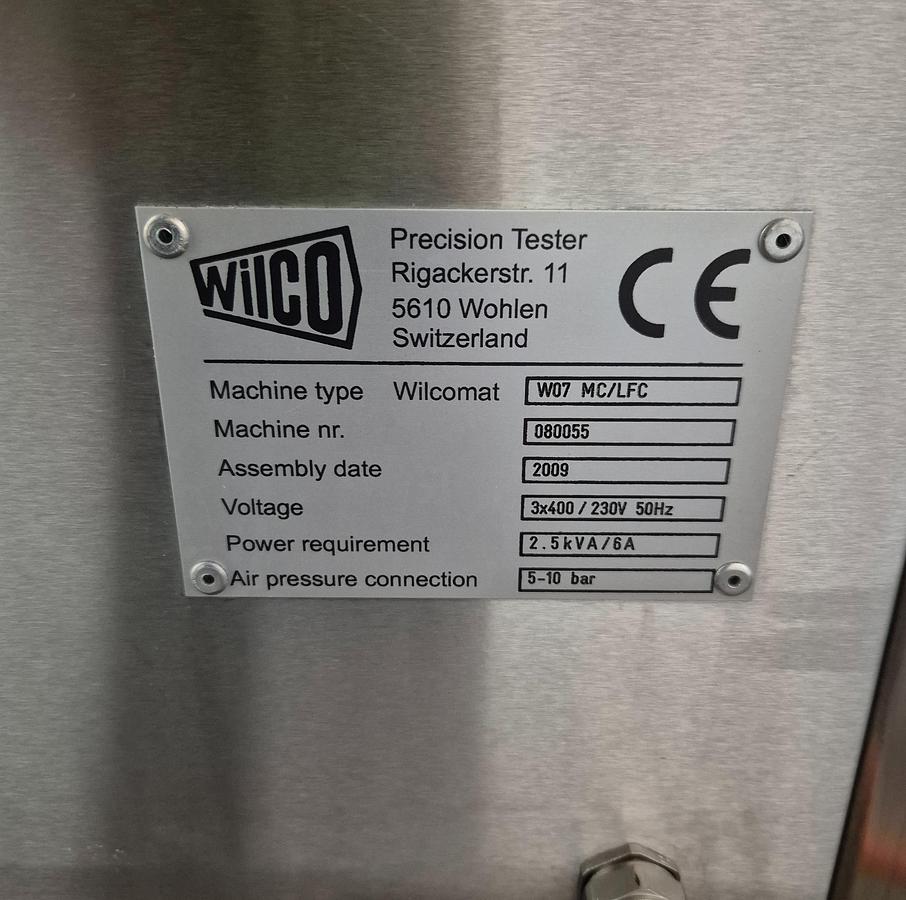 WilCO
Precision Tester
Rigackerstr. 11
5610 Wohlen
Switzerland
CE
Machine type Wilcomat W07 MC/LFC
Machine nr. 080055
Assembly date 2009
Voltage 3x400 / 230V 50Hz
Power requirement 2.5kVA/6A
Air pressure connection 5-10 bar